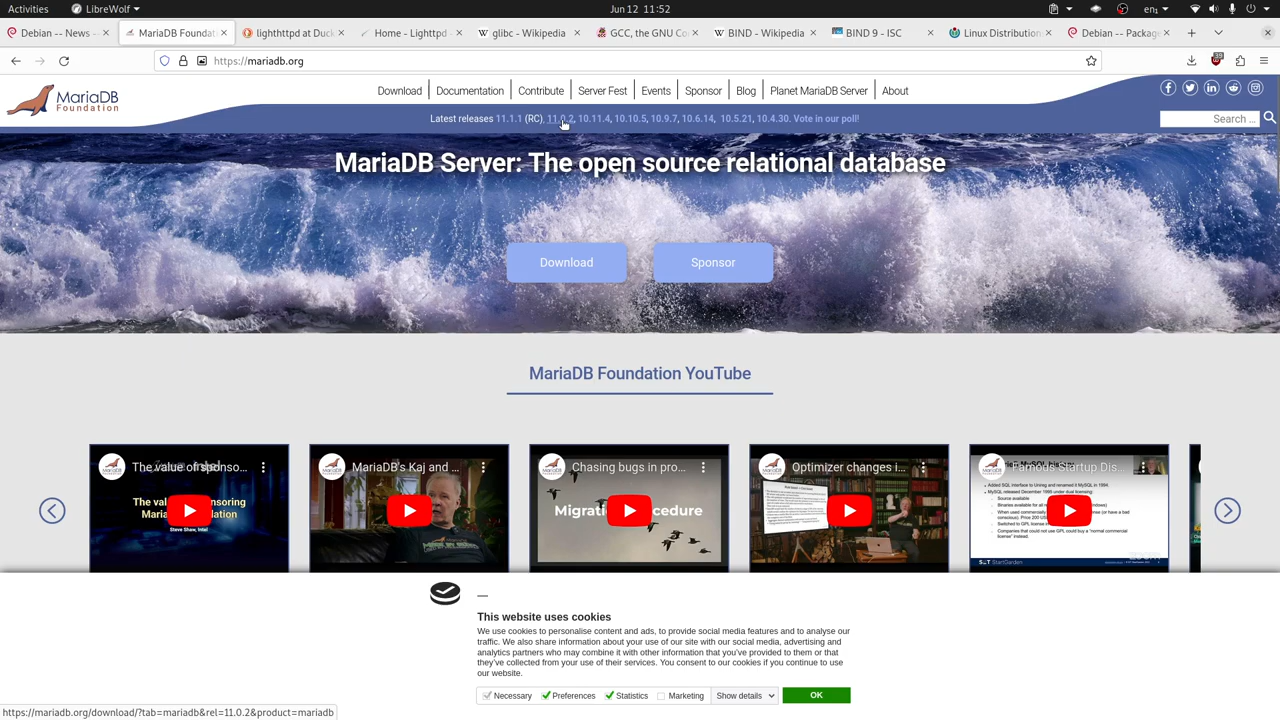 Activities
LibreWolf
Jun 12 11:52
en1
Debian -- News -
MariaDB Foundat
lighthttpd at Duck
Home - Lighttpd -
glibc - Wikipedia
GCC, the GNU Co
BIND - Wikipedia
BIND 9 - ISC
Linux Distribution
Debian -- Package
https://mariadb.org
39
MariaDB
Foundation
Download
Documentation
Contribute
Server Fest
Events
Sponsor
Blog
Planet MariaDB Server
About
Latest releases 11.1.1 (RC), 11.0.2, 10.11.4, 10.10.5, 10.9.7, 10.6.14, 10.5.21, 10.4.30. Vote in our poll!
Search …
MariaDB Server: The open source relational database
Download
Sponsor
MariaDB Foundation YouTube
The value of sponso…
MariaDB's Kaj and …
Chasing bugs in pro…
Optimizer changes i…
Famous Startup Dis…
Steve Shaw, Intel
This website uses cookies
We use cookies to personalise content and ads, to provide social media features and to analyse our
traffic. We also share information about your use of our site with our social media, advertising and
analytics partners who may combine it with other information that you've provided to them or that
they've collected from your use of their services. You consent to our cookies if you continue to use
our website.
Necessary
Preferences
Statistics
Marketing
Show details
OK
https://mariadb.org/download/?tab=mariadb&rel=11.0.2&product=mariadb